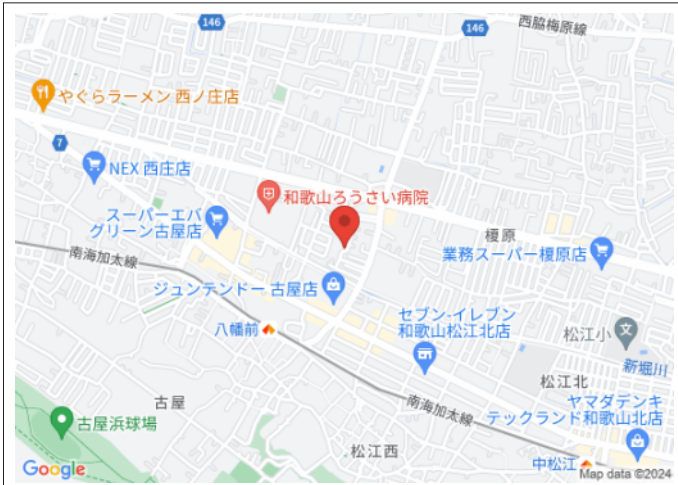 146
146
西脇梅原線
やぐらラーメン 西ノ庄店
7
NEX 西庄店
和歌山ろうさい病院
スーパーエバ
グリーン古屋店
榎原
業務スーパー榎原店
南海加太線
ジュンテンドー 古屋店
セブン-イレブン
和歌山松江北店
八幡前
松江小
文
新堀川
松江北
古屋
南海加太線
ヤマダデンキ
テックランド和歌山北店
古屋浜球場
松江西
中松江
Google
Map data ©2024